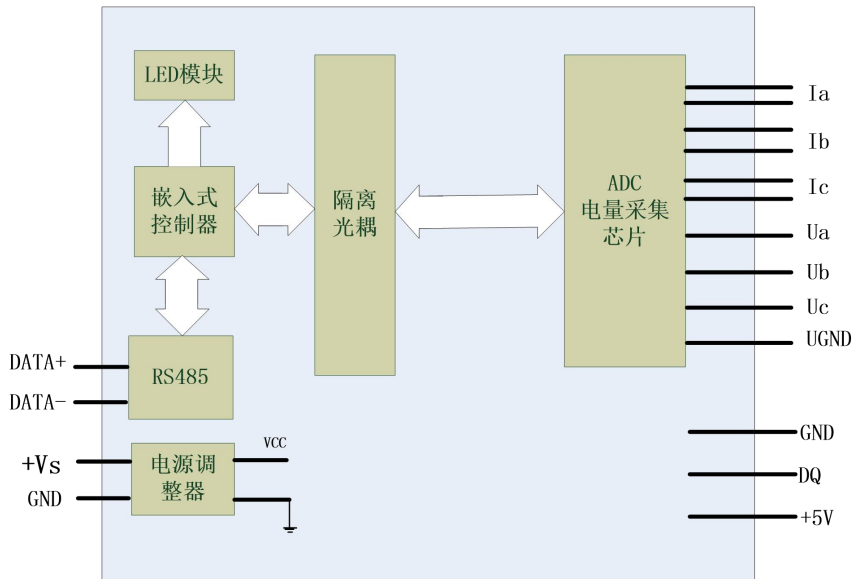 LED模块
嵌入式
控制器
隔离
光耦
ADC
电量采集
芯片
Ia
Ib
Ic
Ua
Ub
Uc
UGND
DATA+
DATA-
RS485
+Vs
GND
电源调
整器
VCC
GND
DQ
+5V